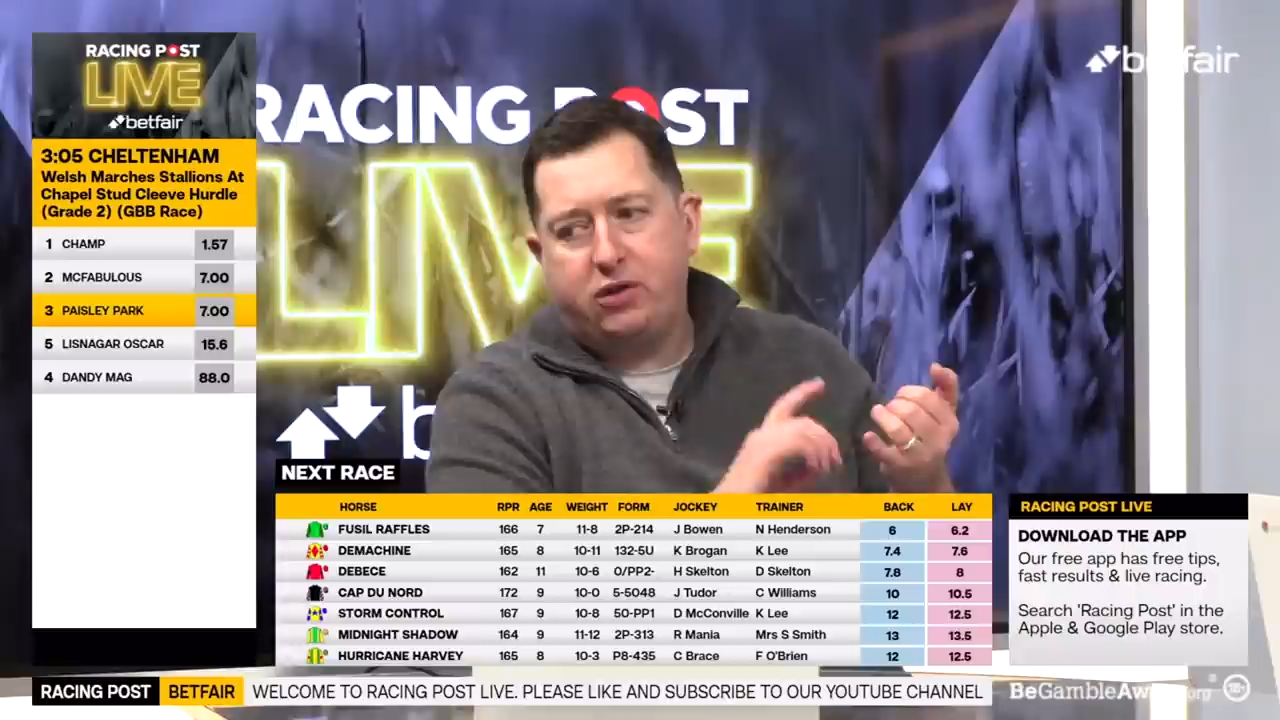 RACING POST
LIVE
betfair
3:05 CHELTENHAM
Welsh Marches Stallions At
Chapel Stud Cleeve Hurdle
(Grade 2) (GBB Race)
1 CHAMP 1.57
2 MCFABULOUS 7.00
3 PAISLEY PARK 7.00
5 LISNAGAR OSCAR 15.6
4 DANDY MAG 88.0
RACING POST
LIVE
betfair
NEXT RACE
HORSE RPR AGE WEIGHT FORM JOCKEY TRAINER BACK LAY
FUSIL RAFFLES 166 7 11-8 2P-214 J Bowen N Henderson 6 6.2
DEMACHINE 165 8 10-11 132-5U K Brogan K Lee 7.4 7.6
DEBECE 162 11 10-6 0/PP2- H Skelton D Skelton 7.8 8
CAP DU NORD 172 9 10-0 5-5048 J Tudor C Williams 10 10.5
STORM CONTROL 167 9 10-8 50-PP1 D McConville K Lee 12 12.5
MIDNIGHT SHADOW 164 9 11-12 2P-313 R Mania Mrs S Smith 13 13.5
HURRICANE HARVEY 165 8 10-3 P8-435 C Brace F O'Brien 12 12.5
RACING POST LIVE
DOWNLOAD THE APP
Our free app has free tips,
fast results & live racing.
Search 'Racing Post' in the
Apple & Google Play store.
RACING POST BETFAIR WELCOME TO RACING POST LIVE. PLEASE LIKE AND SUBSCRIBE TO OUR YOUTUBE CHANNEL
BeGambleAware.org 18+